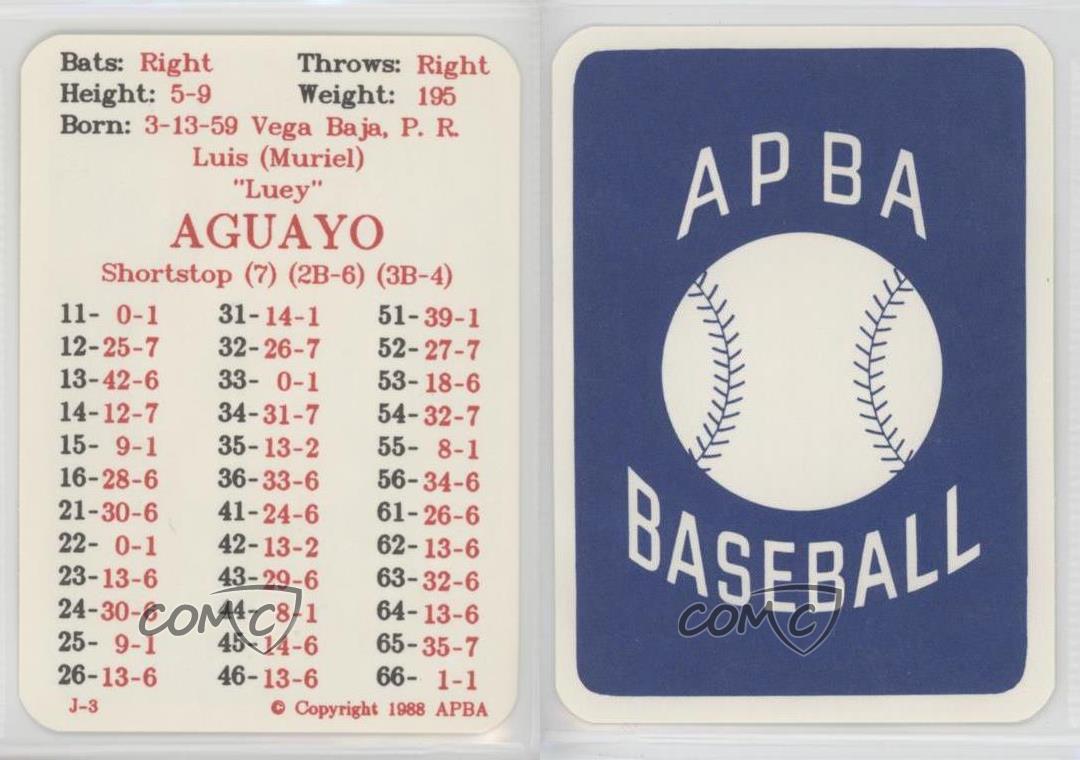 Bats: Right Throws: Right
Height: 5-9 Weight: 195
Born: 3-13-59 Vega Baja, P. R.
Luis (Muriel)
"Luey"
AGUAYO
Shortstop (7) (2B-6) (3B-4)
11- 0-1 31-14-1 51-39-1
12-25-7 32-26-7 52-27-7
13-42-6 33- 0-1 53-18-6
14-12-7 34-31-7 54-32-7
15- 9-1 35-13-2 55- 8-1
16-28-6 36-33-6 56-34-6
21-30-6 41-24-6 61-26-6
22- 0-1 42-13-2 62-13-6
23-13-6 43-29-6 63-32-6
24-30-6 44- 8-1 64-13-6
25- 9-1 45-14-6 65-35-7
26-13-6 46-13-6 66- 1-1
J-3 © Copyright 1988 APBA
COMC
APBA
BASEBALL
COMC